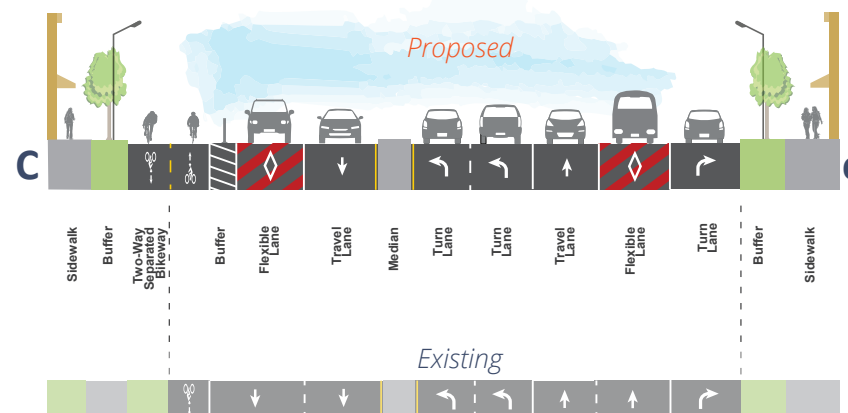 Proposed
C
Sidewalk
Buffer
Two-Way
Separated
Bikeway
Buffer
Flexible
Lane
Travel
Lane
Median
Turn
Lane
Turn
Lane
Travel
Lane
Flexible
Lane
Turn
Lane
Buffer
Sidewalk
Existing